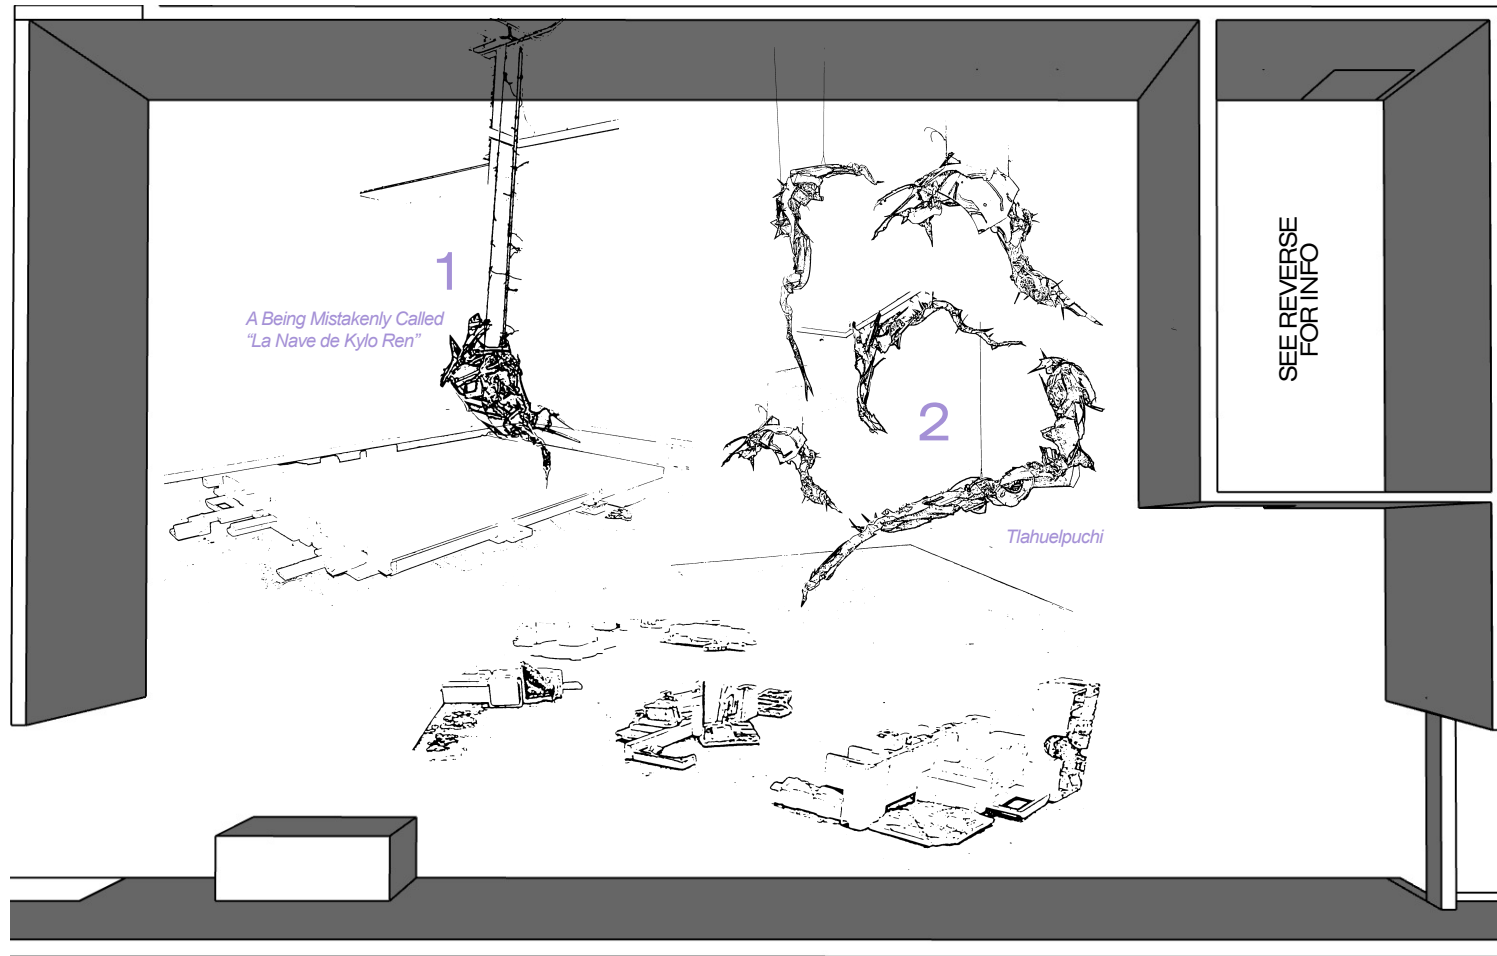 1
A Being Mistakenly Called
“La Nave de Kylo Ren”
2
Tlahuelpuchi
SEE REVERSE
FOR INFO